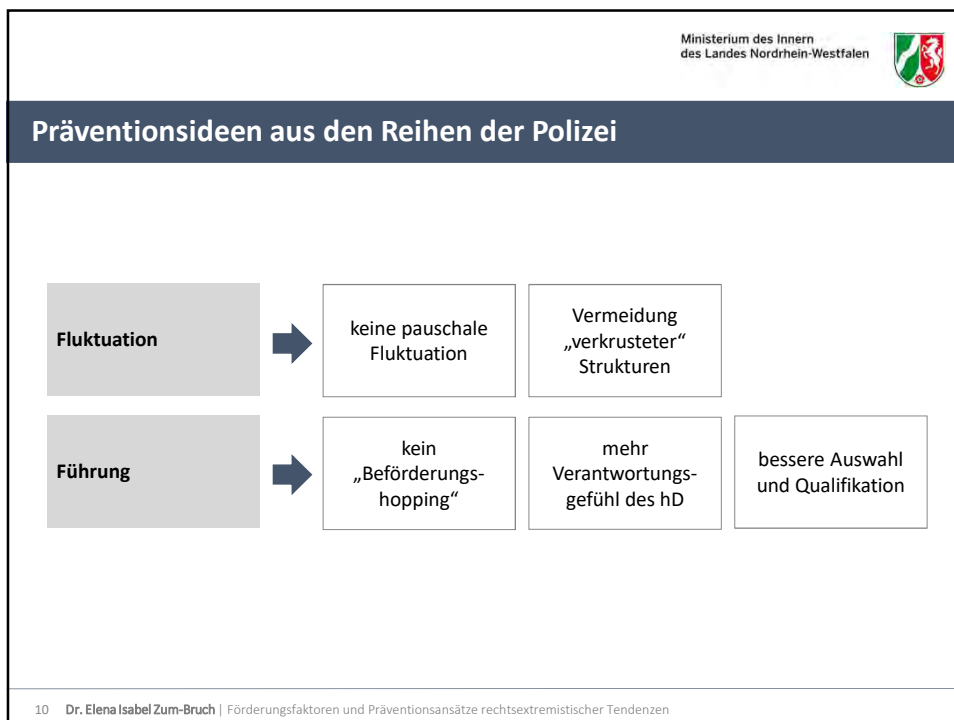 Ministerium des Innern
des Landes Nordrhein-Westfalen
Präventionsideen aus den Reihen der Polizei
Fluktuation
keine pauschale
Fluktuation
Vermeidung
„verkrusteter“
Strukturen
Führung
kein
„Beförderungs-
hopping“
mehr
Verantwortungs-
gefühl des hD
bessere Auswahl
und Qualifikation
10 Dr. Elena Isabel Zum-Bruch | Förderungsfaktoren und Präventionsansätze rechtsextremistischer Tendenzen